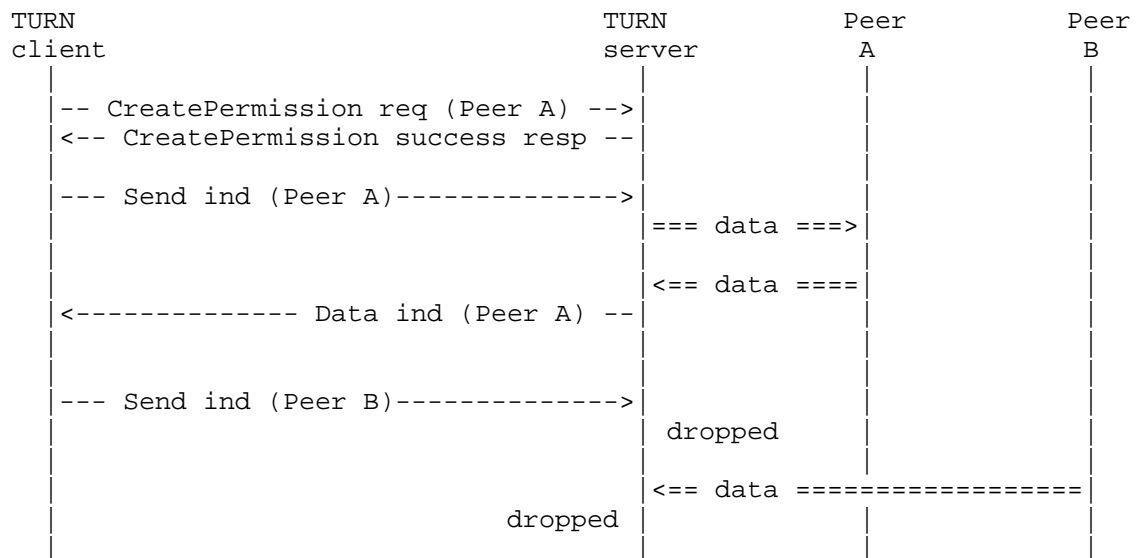 TURN TURN Peer Peer
client server A B
|-- CreatePermission req (Peer A) -->|
|<-- CreatePermission success resp --|
|--- Send ind (Peer A)-------------->|
|=== data ===>|
|<== data ====|
|<-------------- Data ind (Peer A) --|
|--- Send ind (Peer B)-------------->|
| dropped
|<== data ==================|
dropped |